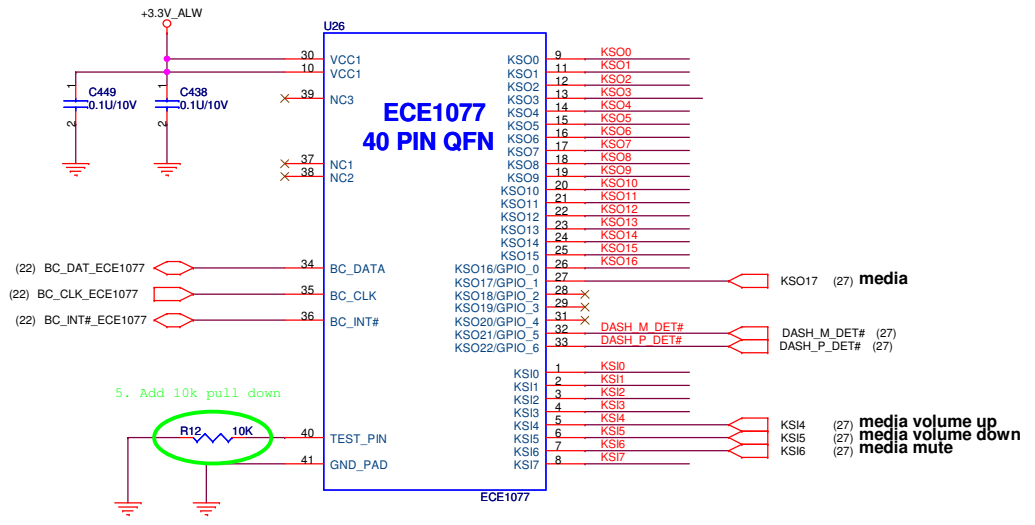 +3.3V_ALW
U26
30 VCC1
10 VCC1
39 NC3
37 NC1
38 NC2
1
C449
.0.1U/10V
2
1
C438
0.1U/10V
2
ECE1077
40 PIN QFN
(22) BC_DAT_ECE1077 34 BC_DATA
(22) BC_CLK_ECE1077 35 BC_CLK
(22) BC_INT#_ECE1077 36 BC_INT#
5. Add 10k pull down
R12 10K 40 TEST_PIN
41 GND_PAD
KSO0 9 KSO0
KSO1 11 KSO1
KSO2 12 KSO2
KSO3 13 KSO3
KSO4 14 KSO4
KSO5 15 KSO5
KSO6 16 KSO6
KSO7 17 KSO7
KSO8 18 KSO8
KSO9 19 KSO9
KSO10 20 KSO10
KSO11 21 KSO11
KSO12 22 KSO12
KSO13 23 KSO13
KSO14 24 KSO14
KSO15 25 KSO15
KSO16/GPIO_0 26 KSO16
KSO17/GPIO_1 27 KSO17 (27) media
KSO18/GPIO_2 28
KSO19/GPIO_3 29
KSO20/GPIO_4 31
KSO21/GPIO_5 32 DASH_M_DET# DASH_M_DET# (27)
KSO22/GPIO_6 33 DASH_P_DET# DASH_P_DET# (27)
KSI0 1 KSI0
KSI1 2 KSI1
KSI2 3 KSI2
KSI3 4 KSI3
KSI4 5 KSI4 KSI4 (27) media volume up
KSI5 6 KSI5 KSI5 (27) media volume down
KSI6 7 KSI6 KSI6 (27) media mute
KSI7 8 KSI7
ECE1077